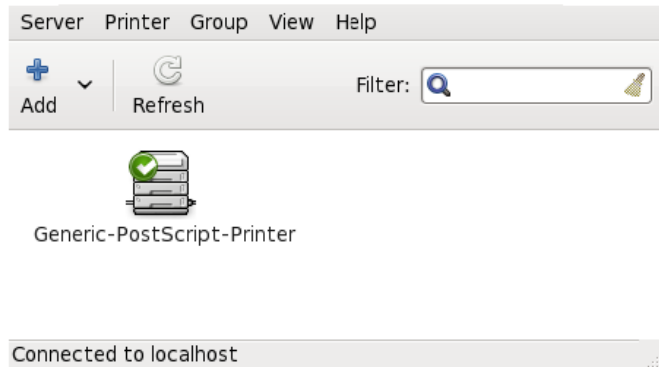 Server Printer Group View Help
Add
Refresh
Filter:
Generic-PostScript-Printer
Connected to localhost